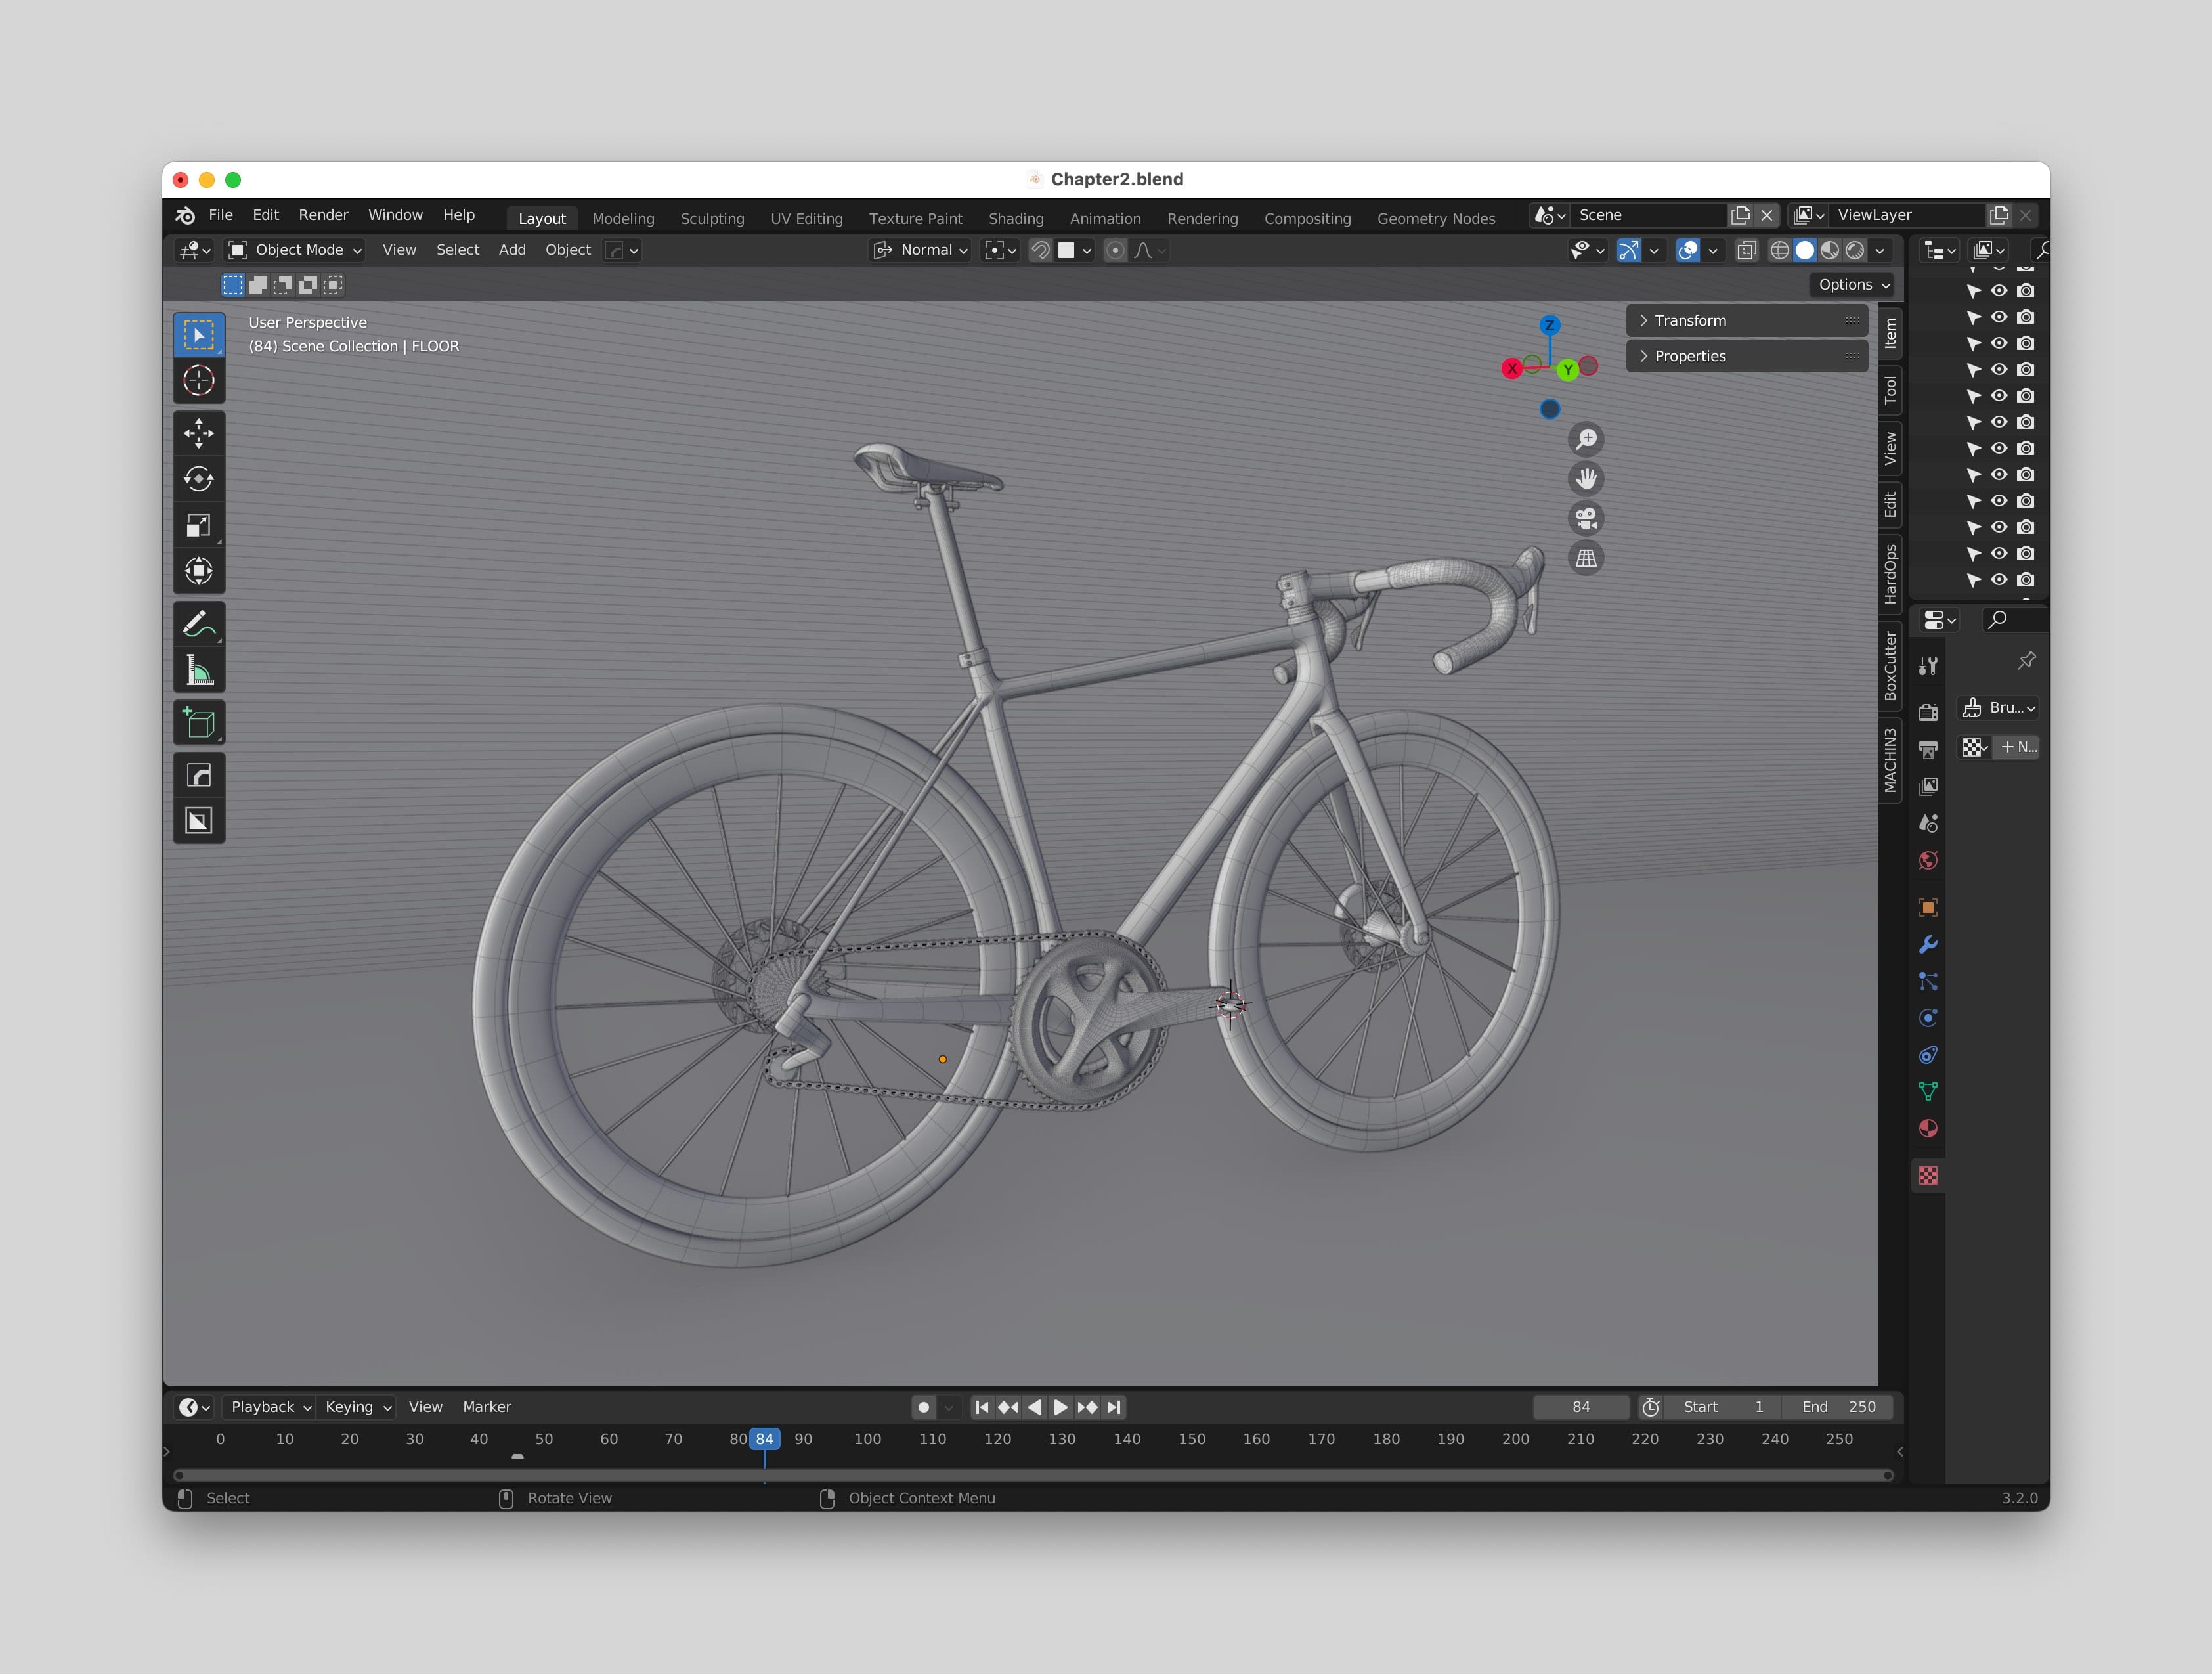 Chapter2.blend
File Edit Render Window Help Layout Modeling Sculpting UV Editing Texture Paint Shading Animation Rendering Compositing Geometry Nodes Scene ViewLayer
Object Mode View Select Add Object Normal
Options
User Perspective
(84) Scene Collection | FLOOR
Z
X
Y
Transform
Properties
Item
Tool
View
Edit
HardOps
BoxCutter
MACHIN3
Bru...
N...
Playback Keying View Marker 84 Start 1 End 250
0 10 20 30 40 50 60 70 80 84 90 100 110 120 130 140 150 160 170 180 190 200 210 220 230 240 250
Select Rotate View Object Context Menu 3.2.0